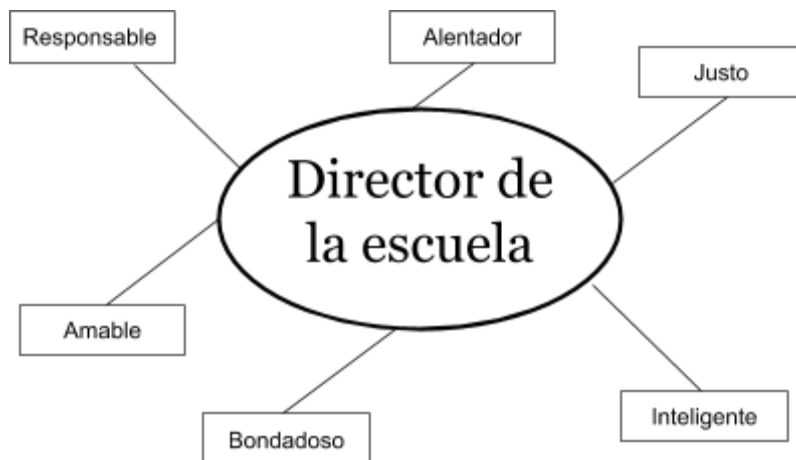 Responsable
Alentador
Justo
Director de
la escuela
Amable
Bondadoso
Inteligente